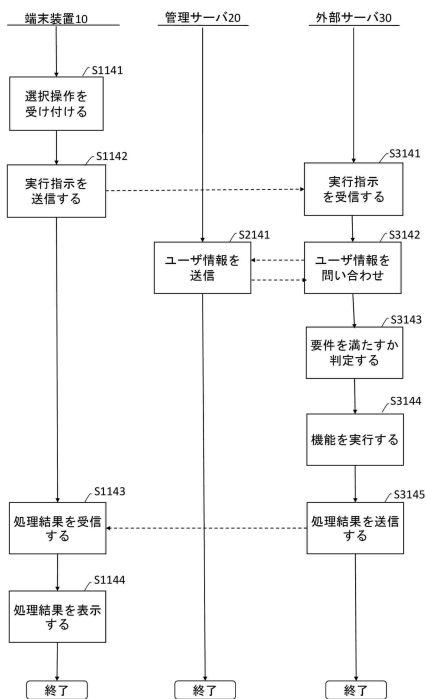 端末装置10
管理サーバ20
外部サーバ30
S1141
選択操作を
受け付ける
S1142
実行指示を
送信する
S3141
実行指示
を受信する
S2141
ユーザ情報を
送信
S3142
ユーザ情報を
問い合わせ
S3143
要件を満たすか
判定する
S3144
機能を実行する
S1143
処理結果を受信
する
S3145
処理結果を送信
する
S1144
処理結果を表示
する
終了
終了
終了